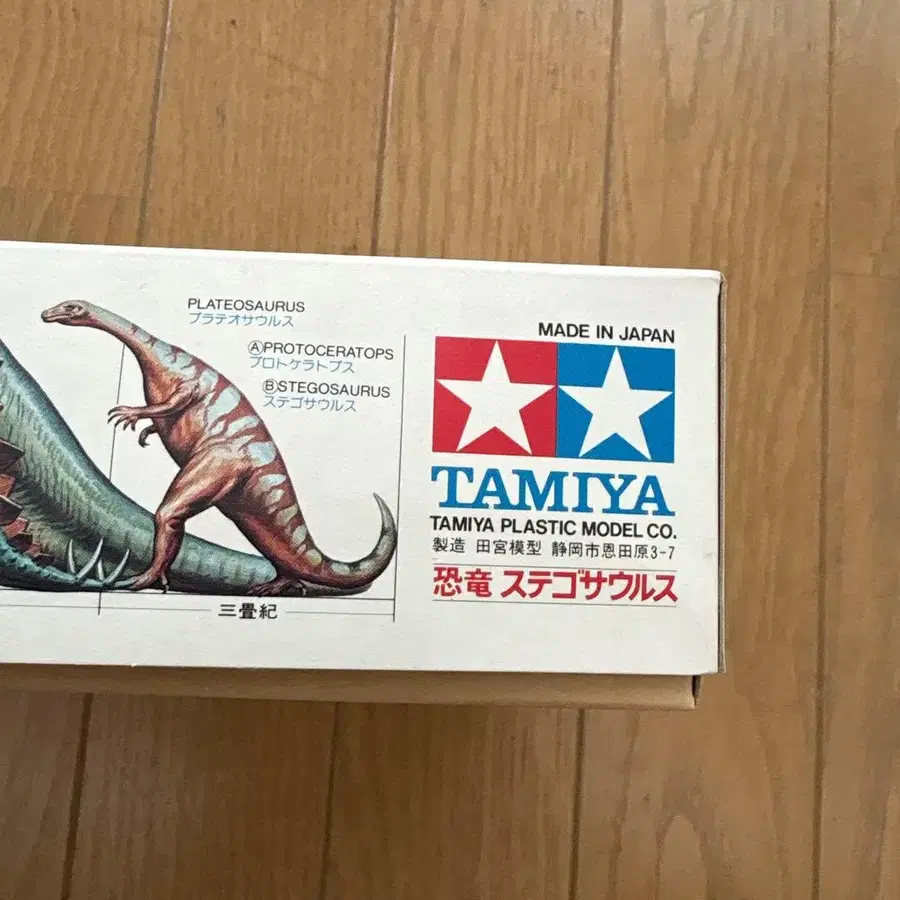 PLATEOSAURUS
プラテオサウルス
ⒶPROTOCERATOPS
プロトケラトプス
ⒷSTEGOSAURUS
ステゴサウルス
三畳紀
MADE IN JAPAN
TAMIYA
TAMIYA PLASTIC MODEL CO.
製造 田宮模型 静岡市恩田原3-7
恐竜 ステゴサウルス